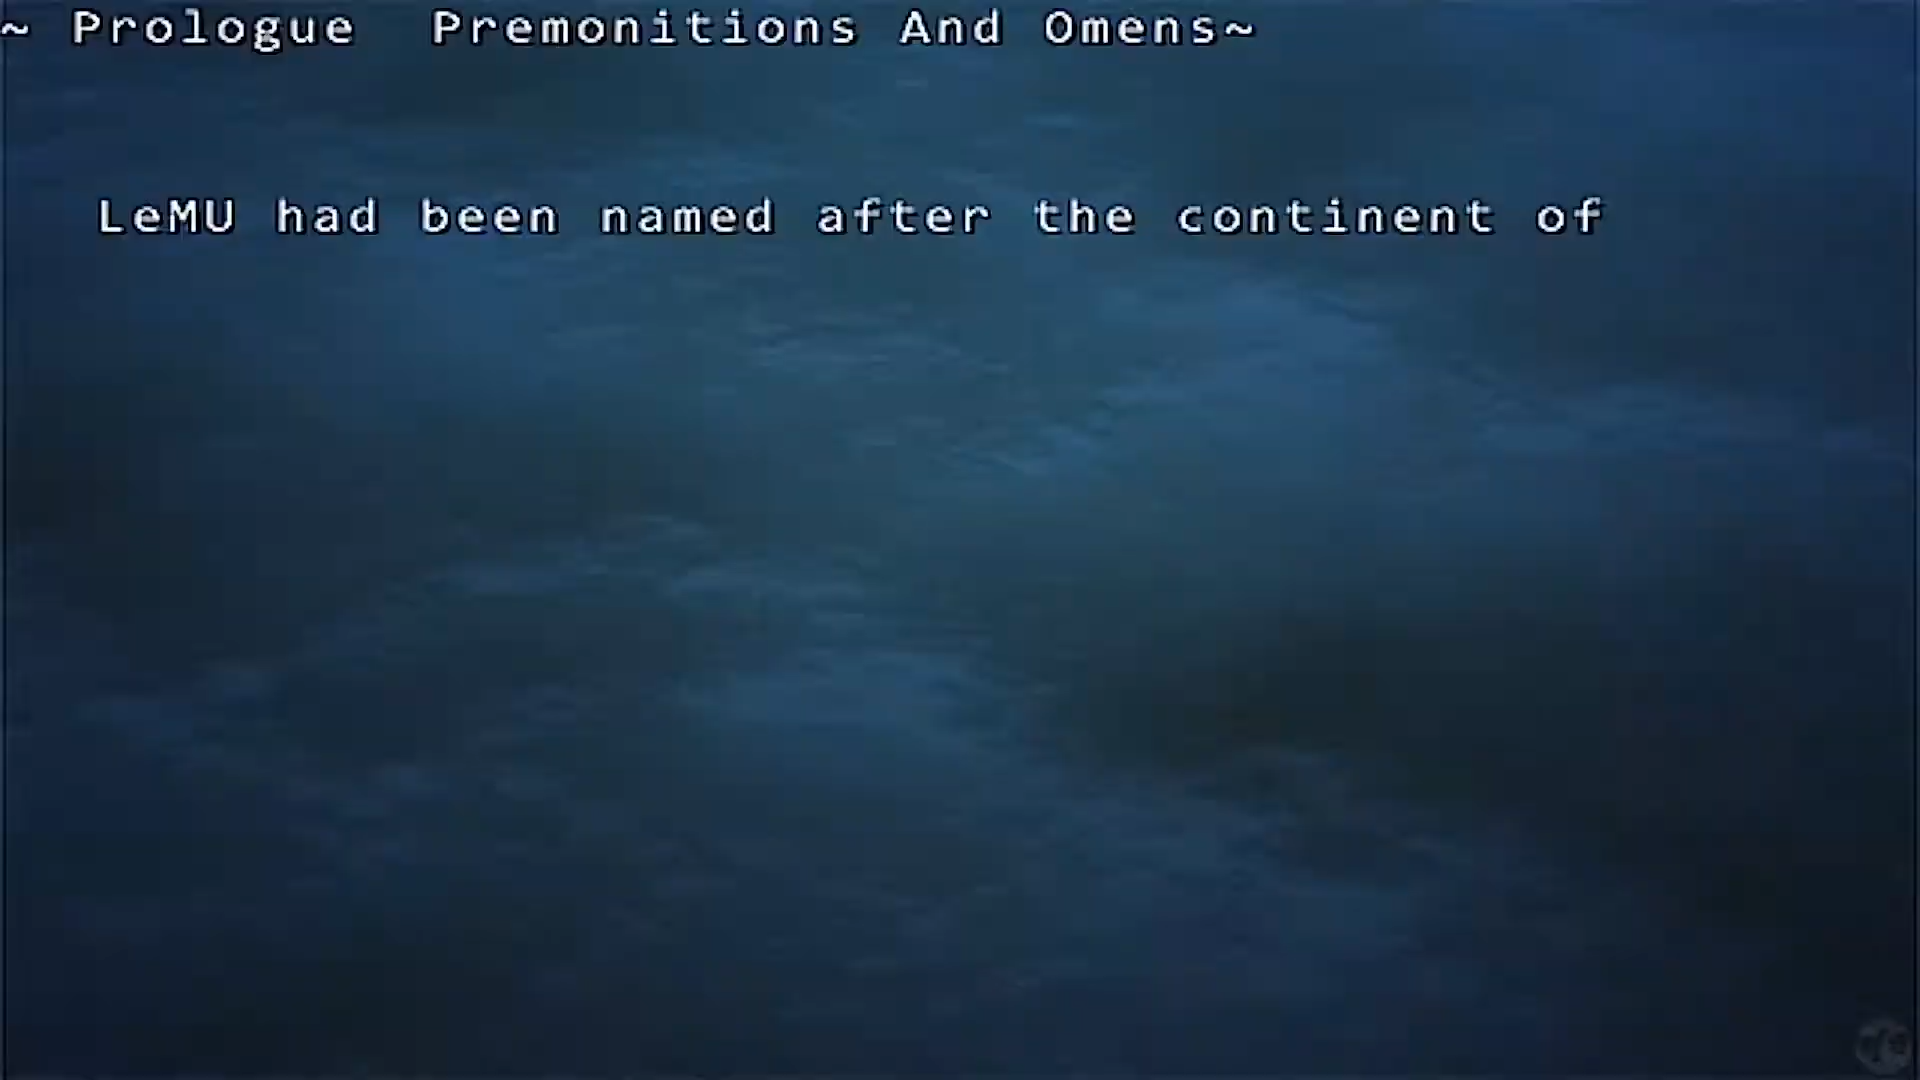 ~ Prologue  Premonitions And Omens~
LeMU had been named after the continent of